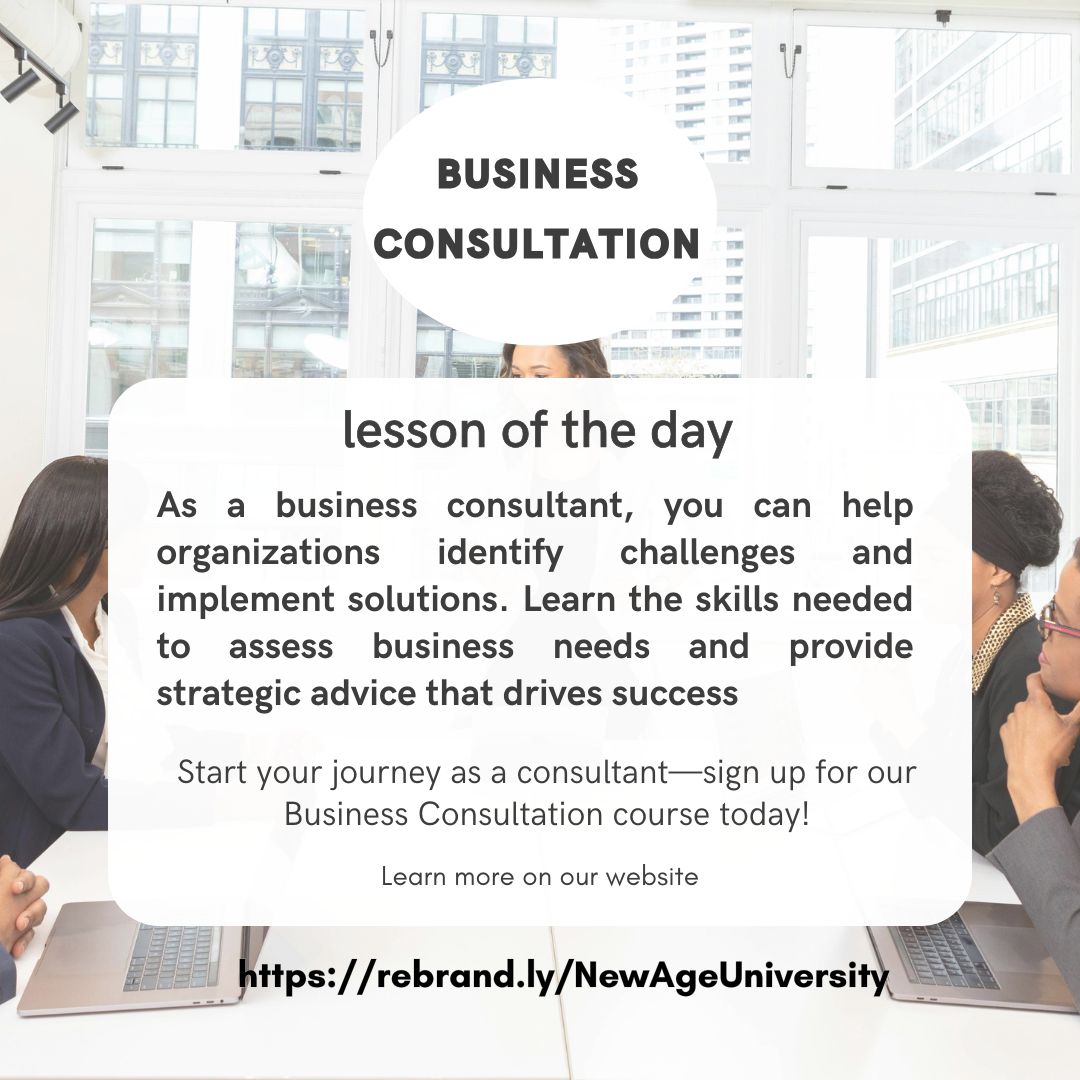 BUSINESS
CONSULTATION
lesson of the day
As a business consultant, you can help
organizations identify challenges and
implement solutions. Learn the skills needed
to assess business needs and provide
strategic advice that drives success
Start your journey as a consultant—sign up for our
Business Consultation course today!
Learn more on our website
https://rebrand.ly/NewAgeUniversity